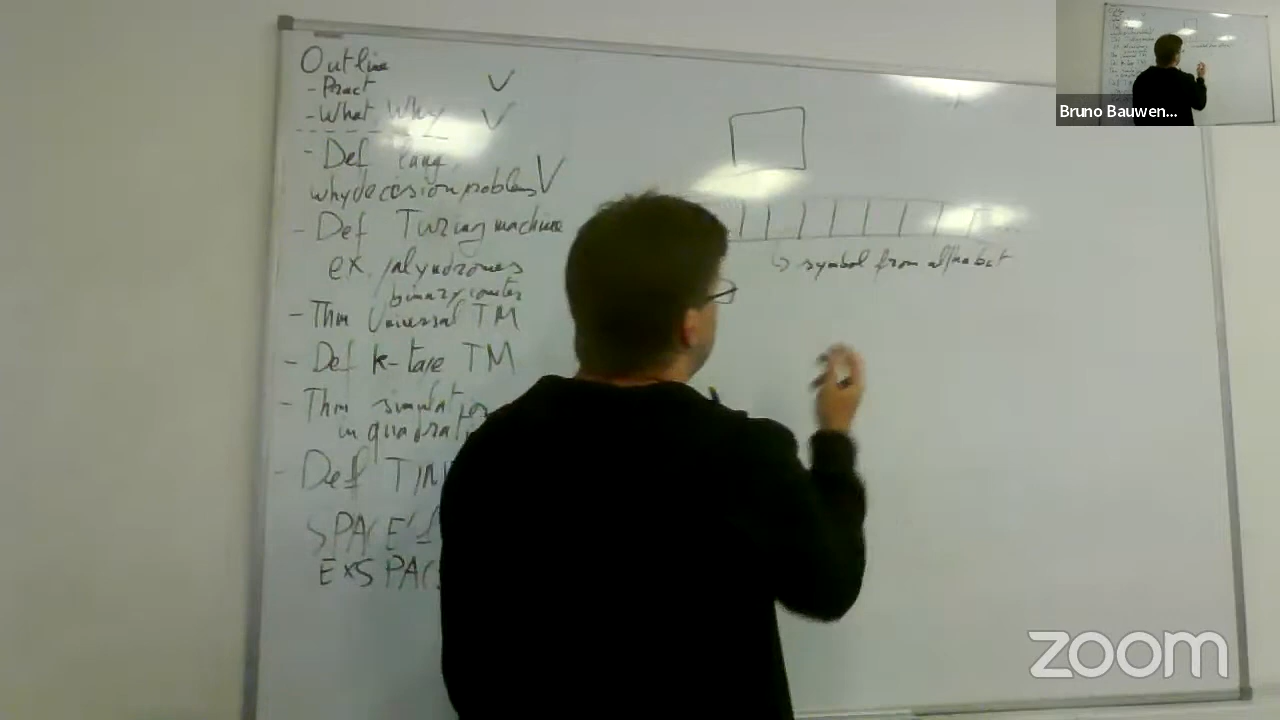 Outline
- Pract V
- What, Why V
- Def lang,
why decision problems V
- Def Turing machine
ex. palyndromes
binary counter
- Thm Universal TM
- Def k-tape TM
- Thm simulat
in quadrat
- Def TIM
SPACE
EXSPAC
↳ symbol from alphabet
Bruno Bauwen...
zoom